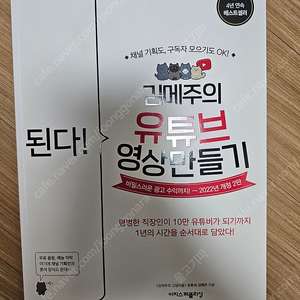 4년 연속
베스트셀러
채널 기획도, 구독자 모으기도 OK!
된다!
김메주의
유튜브
영상만들기
비밀스러운 광고 수익까지! ― 2022년 개정 2판
평범한 직장인이 10만 유튜버가 되기까지
1년의 시간을 순서대로 담았다!
이지스퍼블리싱